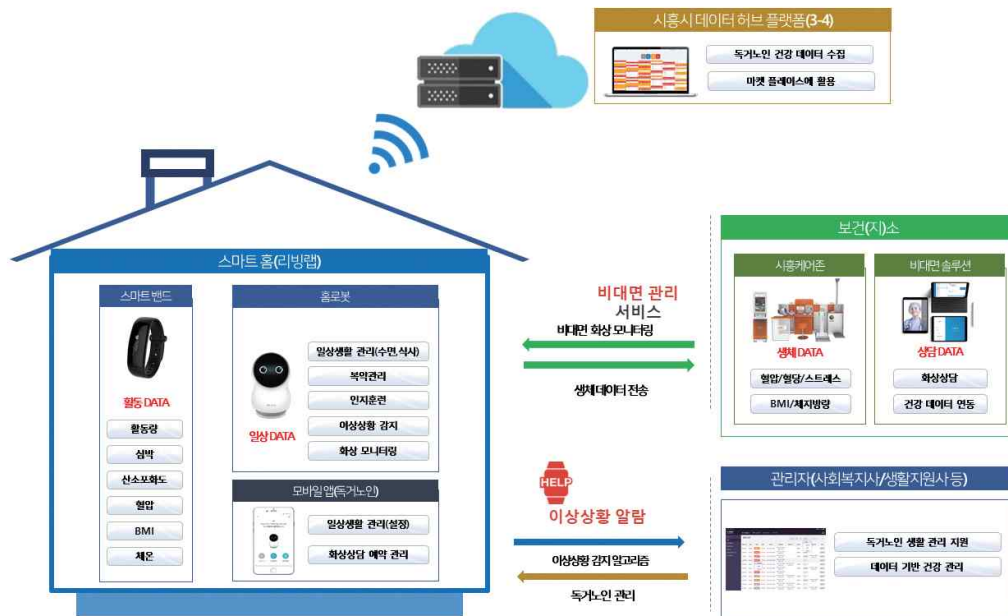 시흥시 데이터 허브 플랫폼(3-4)
독거노인 건강 데이터 수집
마켓 플레이스에 활용
스마트 홈(리빙랩)
스마트 밴드
활동 DATA
활동량
심박
산소포화도
혈압
BMI
체온
홈로봇
일상 DATA
일상생활 관리(수면,식사)
복약관리
인지훈련
이상상황 감지
화상 모니터링
모바일 앱(독거노인)
일상생활 관리(설정)
화상상담 예약 관리
비대면 관리
서비스
비대면 화상 모니터링
생체 데이터 전송
HELP
이상상황 알람
이상상황 감지 알고리즘
독거노인 관리
보건(지)소
시흥케어존
생체 DATA
혈압/혈당/스트레스
BMI/체지방량
비대면 솔루션
상담 DATA
화상상담
건강 데이터 연동
관리자(사회복지사/생활지원사 등)
독거노인 생활 관리 지원
데이터 기반 건강 관리